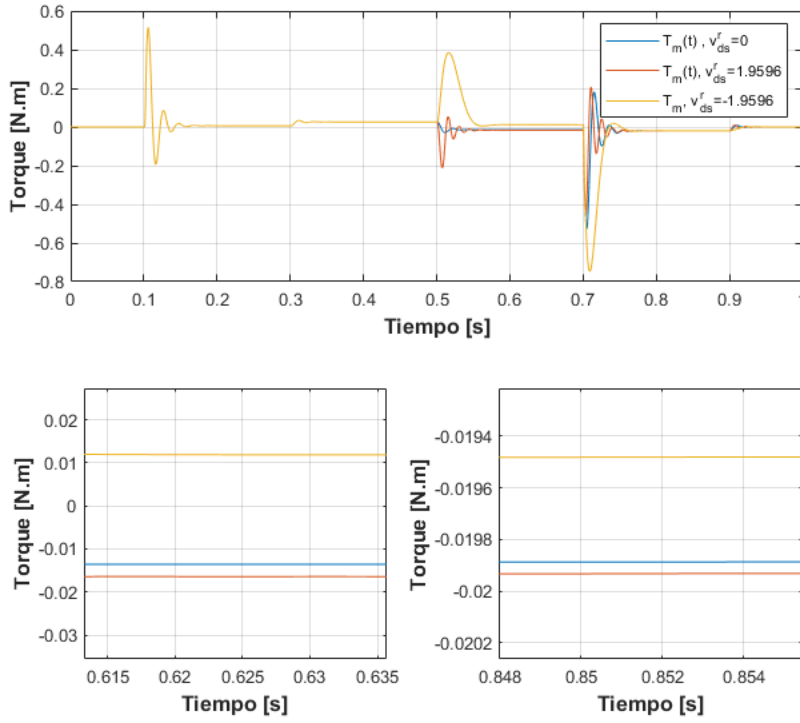 0.6
0.4
0.2
0
-0.2
-0.4
-0.6
-0.8
Torque [N.m]
T_m(t) , v^r_ds=0
T_m(t), v^r_ds=1.9596
T_m, v^r_ds=-1.9596
0 0.1 0.2 0.3 0.4 0.5 0.6 0.7 0.8 0.9
Tiempo [s]
0.02
0.01
0
-0.01
-0.02
-0.03
Torque [N.m]
0.615 0.62 0.625 0.63 0.635
Tiempo [s]
-0.0194
-0.0196
-0.0198
-0.02
-0.0202
Torque [N.m]
0.848 0.85 0.852 0.854
Tiempo [s]